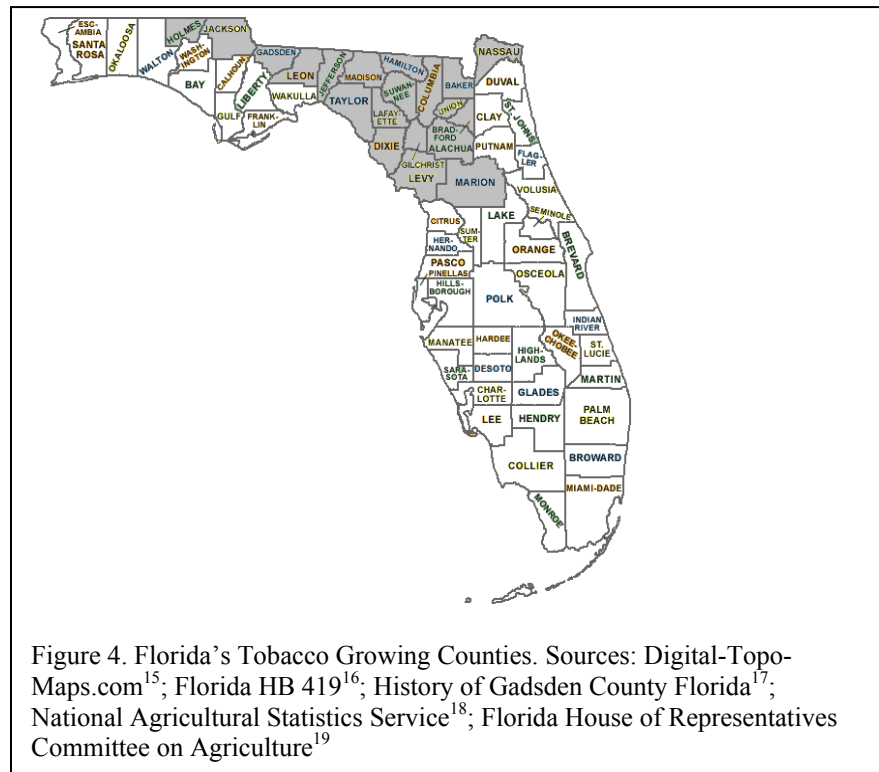 ESC-
AMBIA
SANTA
ROSA
OKALOOSA
WALTON
HOLMES
WASH-
INGTON
BAY
JACKSON
CALHOUN
GULF
LIBERTY
GADSDEN
FRANK-
LIN
LEON
WAKULLA
JEFFERSON
MADISON
TAYLOR
HAMILTON
SUWAN-
NEE
LAFAY-
ETTE
DIXIE
COLUMBIA
BAKER
UNION
BRAD-
FORD
ALACHUA
GILCHRIST
LEVY
NASSAU
DUVAL
CLAY
ST. JOHNS
PUTNAM
FLAG-
LER
MARION
VOLUSIA
CITRUS
SUM-
TER
LAKE
SEMINOLE
HER-
NANDO
ORANGE
BREVARD
PASCO
PINELLAS
HILLS-
BOROUGH
POLK
OSCEOLA
INDIAN
RIVER
MANATEE
HARDEE
HIGH-
LANDS
OKEE-
CHOBEE
ST.
LUCIE
SARA-
SOTA
DESOTO
MARTIN
CHAR-
LOTTE
GLADES
LEE
HENDRY
PALM
BEACH
COLLIER
BROWARD
MIAMI-DADE
MONROE
Figure 4. Florida’s Tobacco Growing Counties. Sources: Digital-Topo-
Maps.com15; Florida HB 41916; History of Gadsden County Florida17;
National Agricultural Statistics Service18; Florida House of Representatives
Committee on Agriculture19